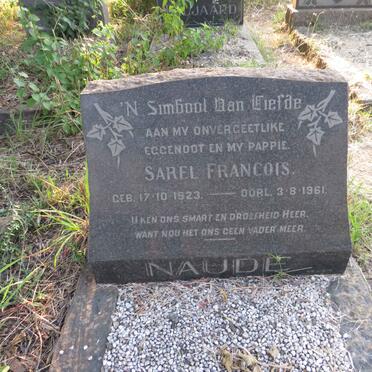 JAARD
'N Simbool Van Liefde
AAN MY ONVERGEETLIKE
EGGENOOT EN MY PAPPIE.
SAREL FRANCOIS.
GEB. 17·10·1923. — OORL. 3·8·1961.
U KEN ONS SMART EN DROEFHEID HEER,
WANT NOU HET ONS GEEN VADER MEER.
NAUDE